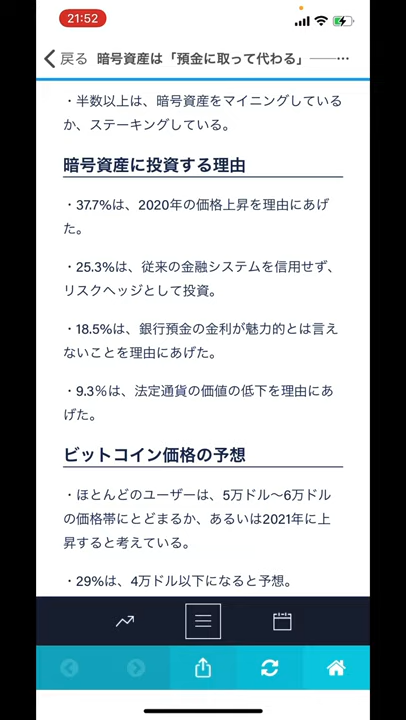 21:52
戻る 暗号資産は「預金に取って代わる」──…
・半数以上は、暗号資産をマイニングしている
か、ステーキングしている。
暗号資産に投資する理由
・37.7%は、2020年の価格上昇を理由にあげ
た。
・25.3%は、従来の金融システムを信用せず、
リスクヘッジとして投資。
・18.5%は、銀行預金の金利が魅力的とは言え
ないことを理由にあげた。
・9.3%は、法定通貨の価値の低下を理由にあ
げた。
ビットコイン価格の予想
・ほとんどのユーザーは、5万ドル〜6万ドル
の価格帯にとどまるか、あるいは2021年に上
昇すると考えている。
・29%は、4万ドル以下になると予想。